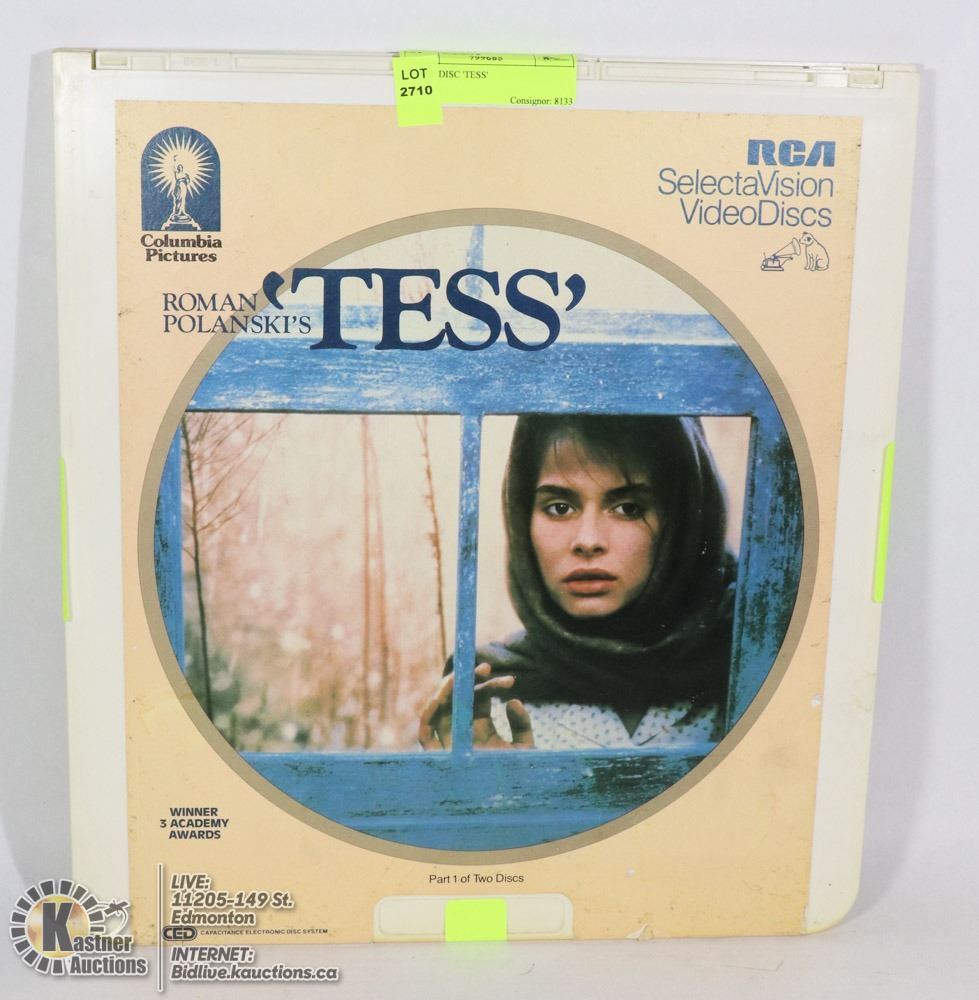 799685
LOT
2710
DISC 'TESS'
Consignor: 8133
Columbia
Pictures
RCA
SelectaVision
VideoDiscs
ROMAN
POLANSKI'S
'TESS'
WINNER
3 ACADEMY
AWARDS
Part 1 of Two Discs
CED CAPACITANCE ELECTRONIC DISC SYSTEM
Kastner
Auctions
LIVE:
11205-149 St.
Edmonton
INTERNET:
Bidlive.kauctions.ca